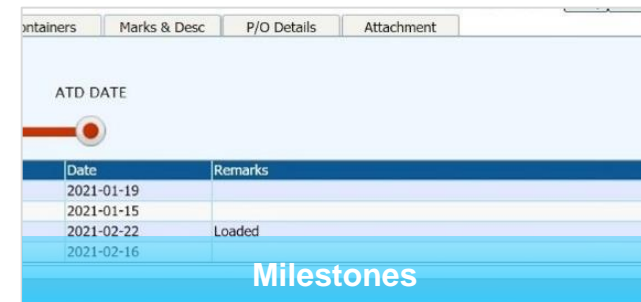 ontainers Marks & Desc P/O Details Attachment
ATD DATE
Date Remarks
2021-01-19
2021-01-15
2021-02-22 Loaded
2021-02-16
Milestones